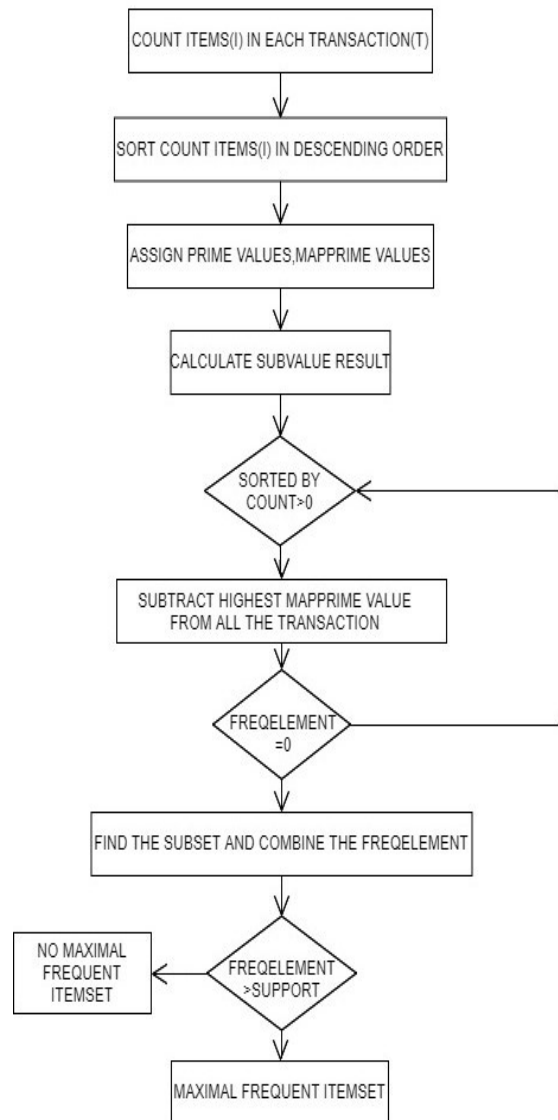 COUNT ITEMS(I) IN EACH TRANSACTION(T)
SORT COUNT ITEMS(I) IN DESCENDING ORDER
ASSIGN PRIME VALUES,MAPPRIME VALUES
CALCULATE SUBVALUE RESULT
SORTED BY
COUNT>0
SUBTRACT HIGHEST MAPPRIME VALUE
FROM ALL THE TRANSACTION
FREQELEMENT
=0
FIND THE SUBSET AND COMBINE THE FREQELEMENT
NO MAXIMAL
FREQUENT
ITEMSET
FREQELEMENT
>SUPPORT
MAXIMAL FREQUENT ITEMSET